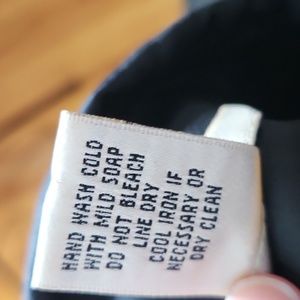 HAND WASH COLD
WITH MILD SOAP
DO NOT BLEACH
LINE DRY
COOL IRON IF
NECESSARY OR
DRY CLEAN